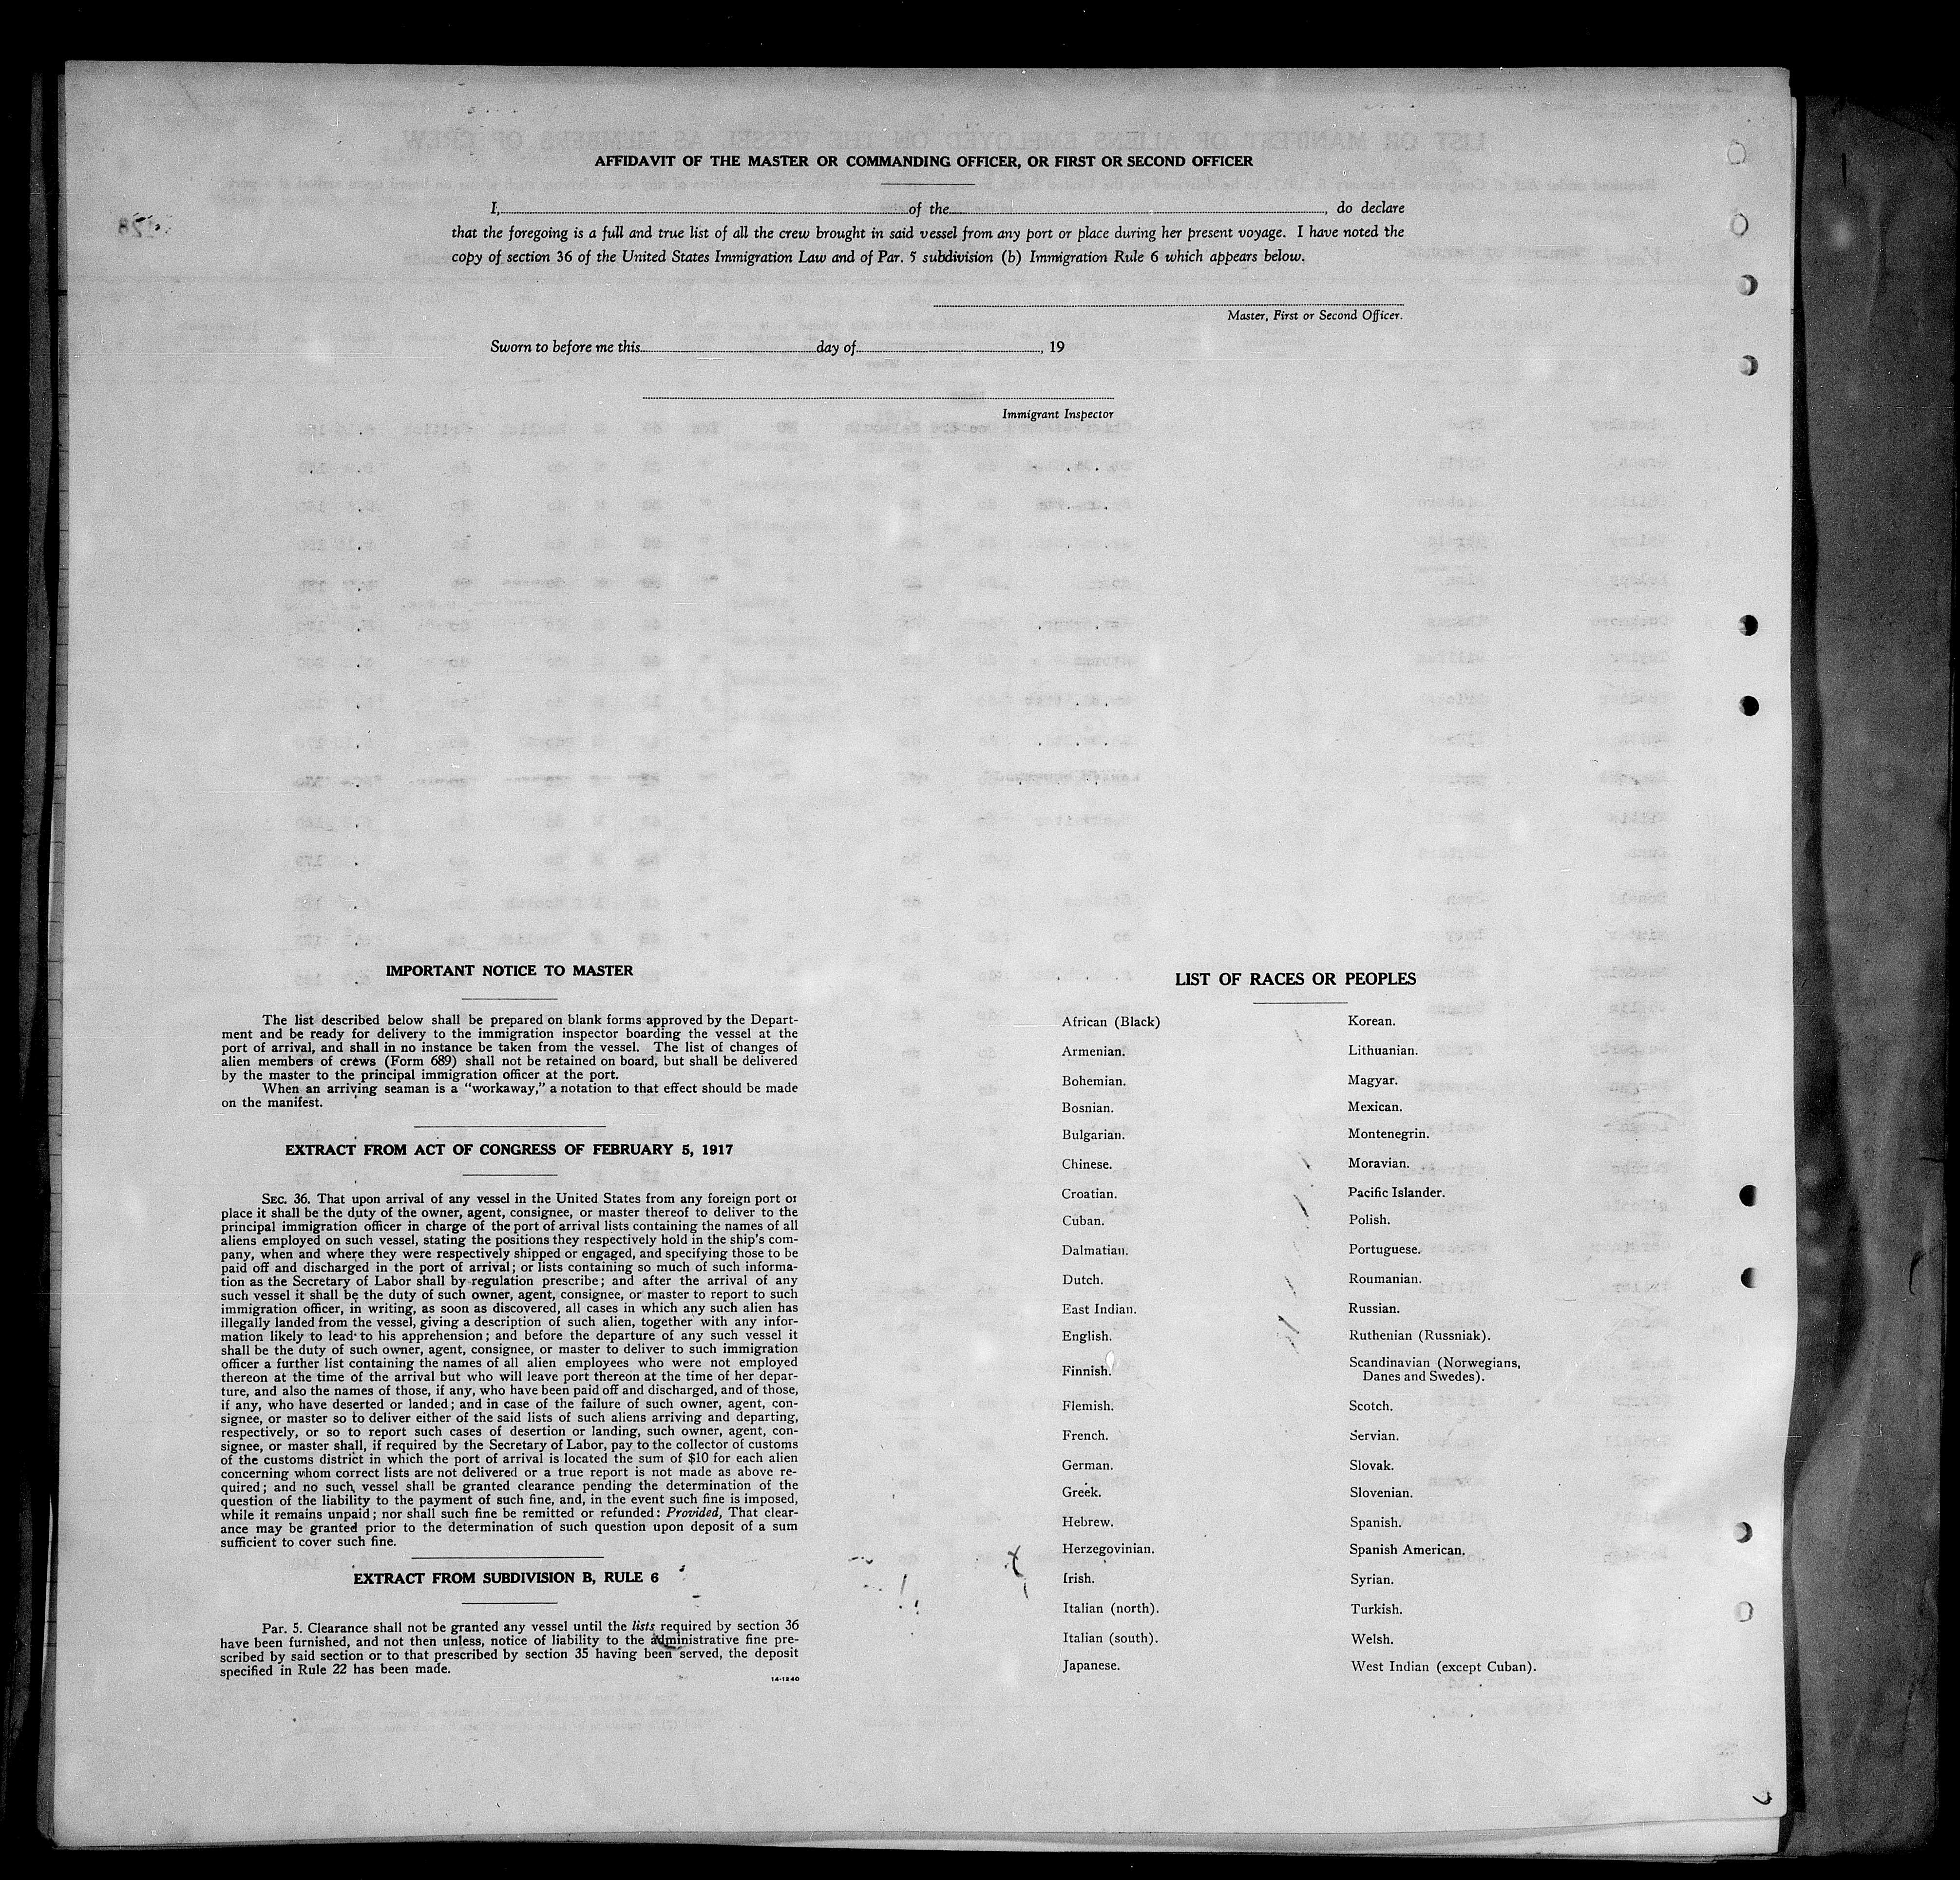 AFFIDAVIT OF THE MASTER OR COMMANDING OFFICER, OR FIRST OR SECOND OFFICER
I, of the , do declare
that the foregoing is a full and true list of all the crew brought in said vessel from any port or place during her present voyage. I have noted the
copy of section 36 of the United States Immigration Law and of Par. 5 subdivision (b) Immigration Rule 6 which appears below.
Master, First or Second Officer.
Sworn to before me this day of , 19
Immigrant Inspector
IMPORTANT NOTICE TO MASTER
The list described below shall be prepared on blank forms approved by the Depart-
ment and be ready for delivery to the immigration inspector boarding the vessel at the
port of arrival, and shall in no instance be taken from the vessel. The list of changes of
alien members of crews (Form 689) shall not be retained on board, but shall be delivered
by the master to the principal immigration officer at the port.
When an arriving seaman is a "workaway," a notation to that effect should be made
on the manifest.
EXTRACT FROM ACT OF CONGRESS OF FEBRUARY 5, 1917
SEC. 36. That upon arrival of any vessel in the United States from any foreign port or
place it shall be the duty of the owner, agent, consignee, or master thereof to deliver to the
principal immigration officer in charge of the port of arrival lists containing the names of all
aliens employed on such vessel, stating the positions they respectively hold in the ship's com-
pany, when and where they were respectively shipped or engaged, and specifying those to be
paid off and discharged in the port of arrival; or lists containing so much of such informa-
tion as the Secretary of Labor shall by regulation prescribe; and after the arrival of any
such vessel it shall be the duty of such owner, agent, consignee, or master to report to such
immigration officer, in writing, as soon as discovered, all cases in which any such alien has
illegally landed from the vessel, giving a description of such alien, together with any infor-
mation likely to lead to his apprehension; and before the departure of any such vessel it
shall be the duty of such owner, agent, consignee, or master to deliver to such immigration
officer a further list containing the names of all alien employees who were not employed
thereon at the time of the arrival but who will leave port thereon at the time of her depar-
ture, and also the names of those, if any, who have been paid off and discharged, and of those,
if any, who have deserted or landed; and in case of the failure of such owner, agent, con-
signee, or master so to deliver either of the said lists of such aliens arriving and departing,
respectively, or so to report such cases of desertion or landing, such owner, agent, con-
signee, or master shall, if required by the Secretary of Labor, pay to the collector of customs
of the customs district in which the port of arrival is located the sum of $10 for each alien
concerning whom correct lists are not delivered or a true report is not made as above re-
quired; and no such vessel shall be granted clearance pending the determination of the
question of the liability to the payment of such fine, and, in the event such fine is imposed,
while it remains unpaid; nor shall such fine be remitted or refunded: Provided, That clear-
ance may be granted prior to the determination of such question upon deposit of a sum
sufficient to cover such fine.
EXTRACT FROM SUBDIVISION B, RULE 6
Par. 5. Clearance shall not be granted any vessel until the lists required by section 36
have been furnished, and not then unless, notice of liability to the administrative fine pre-
scribed by said section or to that prescribed by section 35 having been served, the deposit
specified in Rule 22 has been made.
14-1240
LIST OF RACES OR PEOPLES
African (Black)
Armenian.
Bohemian.
Bosnian.
Bulgarian.
Chinese.
Croatian.
Cuban.
Dalmatian.
Dutch.
East Indian.
English.
Finnish.
Flemish.
French.
German.
Greek.
Hebrew.
Herzegovinian.
Irish.
Italian (north).
Italian (south).
Japanese.
Korean.
Lithuanian.
Magyar.
Mexican.
Montenegrin.
Moravian.
Pacific Islander.
Polish.
Portuguese.
Roumanian.
Russian.
Ruthenian (Russniak).
Scandinavian (Norwegians,
Danes and Swedes).
Scotch.
Servian.
Slovak.
Slovenian.
Spanish.
Spanish American.
Syrian.
Turkish.
Welsh.
West Indian (except Cuban).